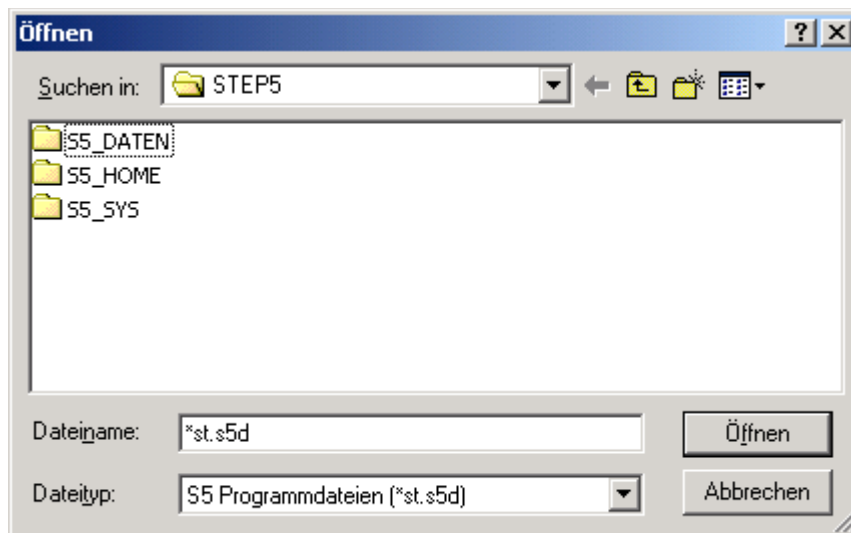 Öffnen
Suchen in: STEP5
S5_DATEN
S5_HOME
S5_SYS
Dateiname: *st.s5d Öffnen
Dateityp: S5 Programmdateien (*st.s5d) Abbrechen